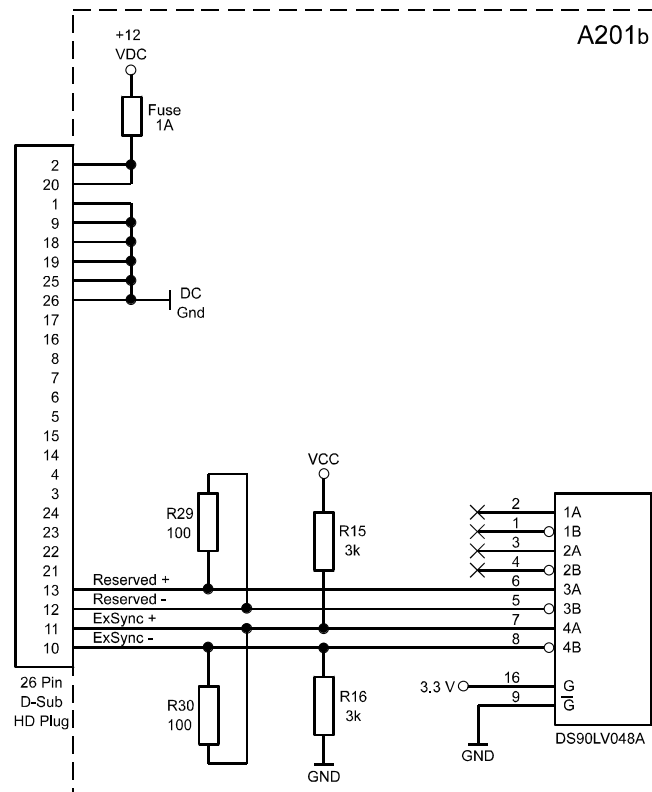 A201b
+12
VDC
Fuse
1A
2
20
1
9
18
19
25
26
DC
Gnd
17
16
8
7
6
5
15
14
4
3
24
23
22
21
13
12
11
10
VCC
R29
100
R15
3k
Reserved +
Reserved -
ExSync +
ExSync -
R30
100
R16
3k
GND
2 1A
1 1B
3 2A
4 2B
6 3A
5 3B
7 4A
8 4B
3.3 V 16 G
9 G̅
GND
DS90LV048A
26 Pin
D-Sub
HD Plug